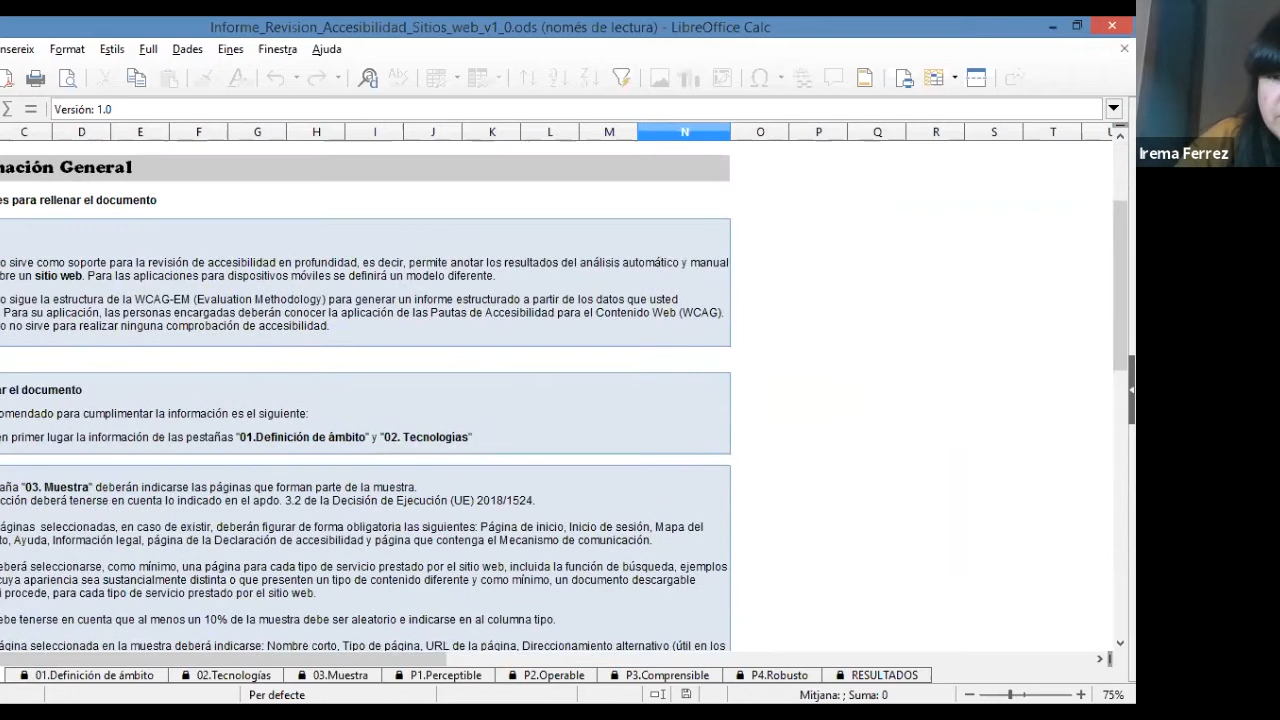 Informe_Revision_Accesibilidad_Sitios_web_v1_0.ods (només de lectura) - LibreOffice Calc
nsereix Format Estils Full Dades Eines Finestra Ajuda
Versión: 1.0
C D E F G H I J K L M N O P Q R S T U
Irema Ferrez
nación General
es para rellenar el documento
o sirve como soporte para la revisión de accesibilidad en profundidad, es decir, permite anotar los resultados del análisis automático y manual
bre un sitio web. Para las aplicaciones para dispositivos móviles se definirá un modelo diferente.
o sigue la estructura de la WCAG-EM (Evaluation Methodology) para generar un informe estructurado a partir de los datos que usted
. Para su aplicación, las personas encargadas deberán conocer la aplicación de las Pautas de Accesibilidad para el Contenido Web (WCAG).
o no sirve para realizar ninguna comprobación de accesibilidad.
ar el documento
omendado para cumplimentar la información es el siguiente:
en primer lugar la información de las pestañas "01.Definición de ámbito" y "02. Tecnologías"
aña "03. Muestra" deberán indicarse las páginas que forman parte de la muestra.
cción deberá tenerse en cuenta lo indicado en el apdo. 3.2 de la Decisión de Ejecución (UE) 2018/1524.
áginas seleccionadas, en caso de existir, deberán figurar de forma obligatoria las siguientes: Página de inicio, Inicio de sesión, Mapa del
to, Ayuda, Información legal, página de la Declaración de accesibilidad y página que contenga el Mecanismo de comunicación.
eberá seleccionarse, como mínimo, una página para cada tipo de servicio prestado por el sitio web, incluida la función de búsqueda, ejemplos
cuya apariencia sea sustancialmente distinta o que presenten un tipo de contenido diferente y como mínimo, un documento descargable
i procede, para cada tipo de servicio prestado por el sitio web.
ebe tenerse en cuenta que al menos un 10% de la muestra debe ser aleatorio e indicarse en al columna tipo.
ágina seleccionada en la muestra deberá indicarse: Nombre corto, Tipo de página, URL de la página, Direccionamiento alternativo (útil en los
01.Definición de ámbito 02.Tecnologías 03.Muestra P1.Perceptible P2.Operable P3.Comprensible P4.Robusto RESULTADOS
Per defecte Mitjana: ; Suma: 0 75%